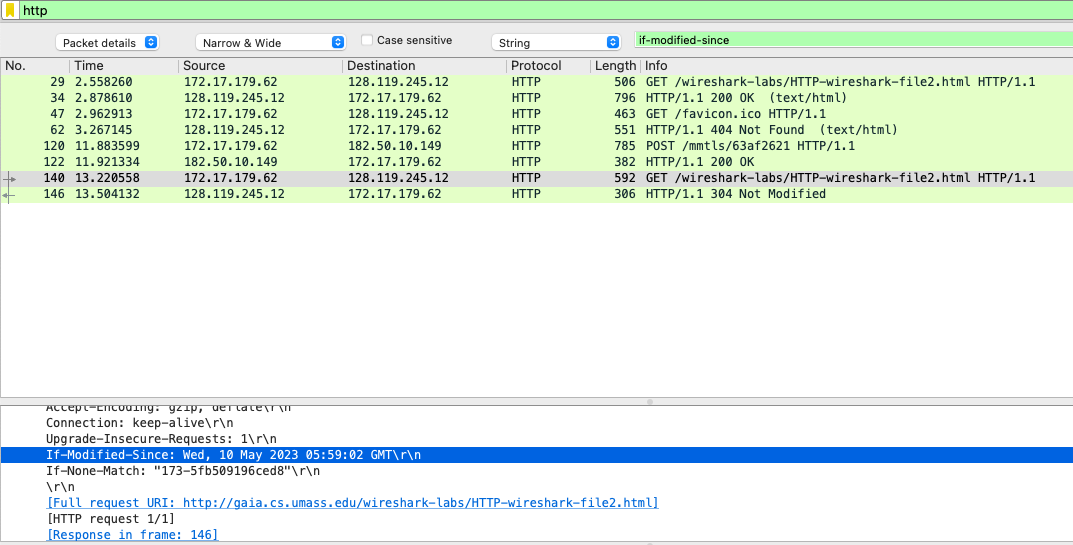 http
Packet details Narrow & Wide Case sensitive String if-modified-since
No. Time Source Destination Protocol Length Info
29 2.558260 172.17.179.62 128.119.245.12 HTTP 506 GET /wireshark-labs/HTTP-wireshark-file2.html HTTP/1.1
34 2.878610 128.119.245.12 172.17.179.62 HTTP 796 HTTP/1.1 200 OK (text/html)
47 2.962913 172.17.179.62 128.119.245.12 HTTP 463 GET /favicon.ico HTTP/1.1
62 3.267145 128.119.245.12 172.17.179.62 HTTP 551 HTTP/1.1 404 Not Found (text/html)
120 11.883599 172.17.179.62 182.50.10.149 HTTP 785 POST /mmtls/63af2621 HTTP/1.1
122 11.921334 182.50.10.149 172.17.179.62 HTTP 382 HTTP/1.1 200 OK
140 13.220558 172.17.179.62 128.119.245.12 HTTP 592 GET /wireshark-labs/HTTP-wireshark-file2.html HTTP/1.1
146 13.504132 128.119.245.12 172.17.179.62 HTTP 306 HTTP/1.1 304 Not Modified
Accept-Encoding: gzip, deflate\r\n
Connection: keep-alive\r\n
Upgrade-Insecure-Requests: 1\r\n
If-Modified-Since: Wed, 10 May 2023 05:59:02 GMT\r\n
If-None-Match: "173-5fb509196ced8"\r\n
\r\n
[Full request URI: http://gaia.cs.umass.edu/wireshark-labs/HTTP-wireshark-file2.html]
[HTTP request 1/1]
[Response in frame: 146]